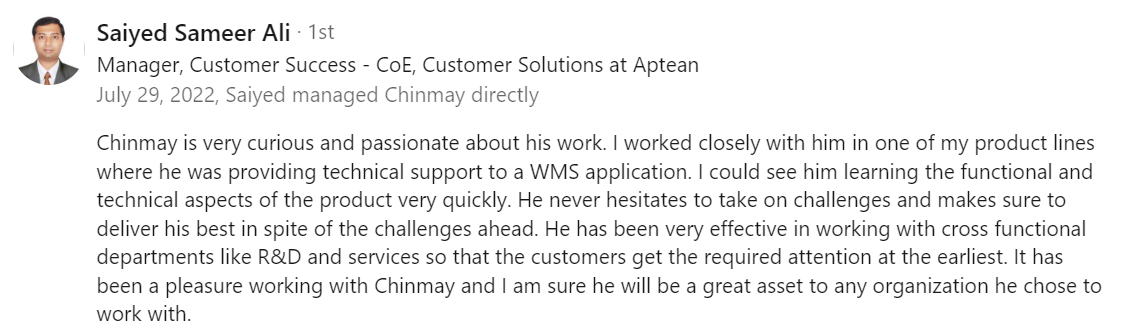 Saiyed Sameer Ali · 1st
Manager, Customer Success - CoE, Customer Solutions at Aptean
July 29, 2022, Saiyed managed Chinmay directly
Chinmay is very curious and passionate about his work. I worked closely with him in one of my product lines
where he was providing technical support to a WMS application. I could see him learning the functional and
technical aspects of the product very quickly. He never hesitates to take on challenges and makes sure to
deliver his best in spite of the challenges ahead. He has been very effective in working with cross functional
departments like R&D and services so that the customers get the required attention at the earliest. It has
been a pleasure working with Chinmay and I am sure he will be a great asset to any organization he chose to
work with.